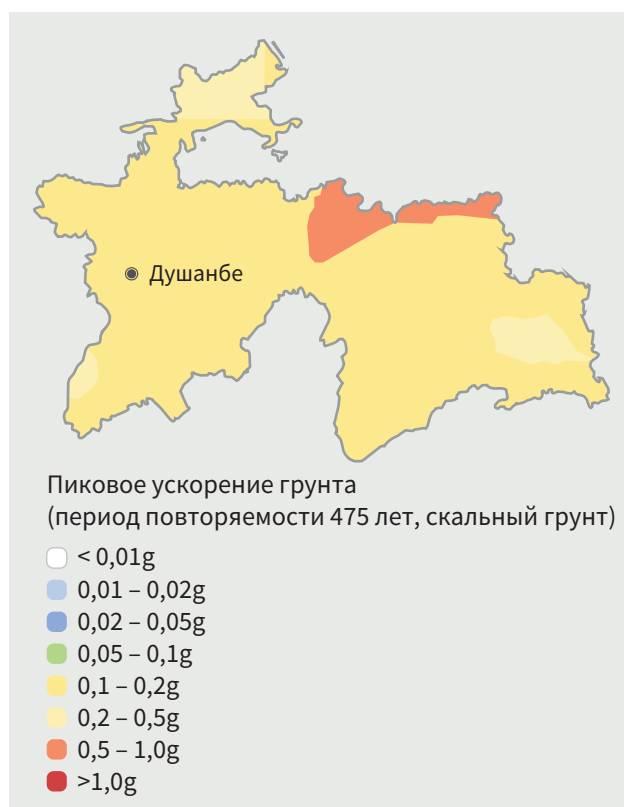 Душанбе
Пиковое ускорение грунта
(период повторяемости 475 лет, скальный грунт)
< 0,01g
0,01 – 0,02g
0,02 – 0,05g
0,05 – 0,1g
0,1 – 0,2g
0,2 – 0,5g
0,5 – 1,0g
>1,0g